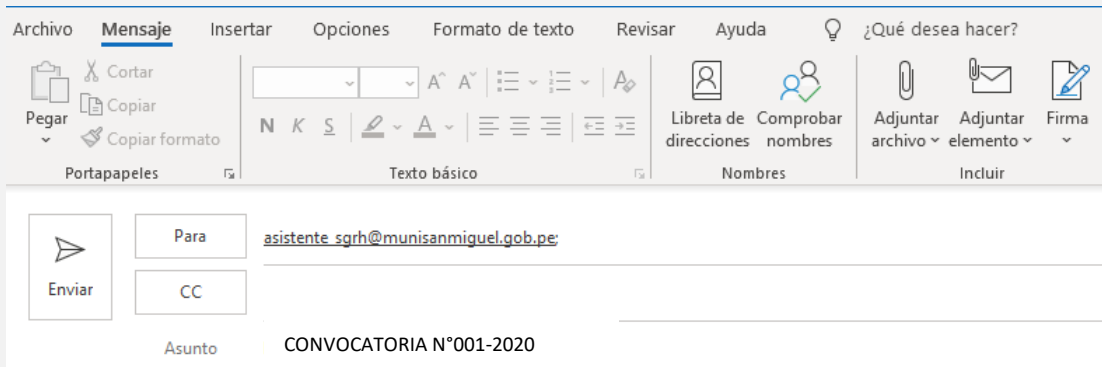 Archivo Mensaje Insertar Opciones Formato de texto Revisar Ayuda ¿Qué desea hacer?
Pegar
Cortar
Copiar
Copiar formato
Portapapeles
N K S A
Texto básico
Libreta de direcciones
Comprobar nombres
Nombres
Adjuntar archivo
Adjuntar elemento
Firma
Incluir
Enviar
Para asistente_sgrh@munisanmiguel.gob.pe;
CC
Asunto CONVOCATORIA N°001-2020